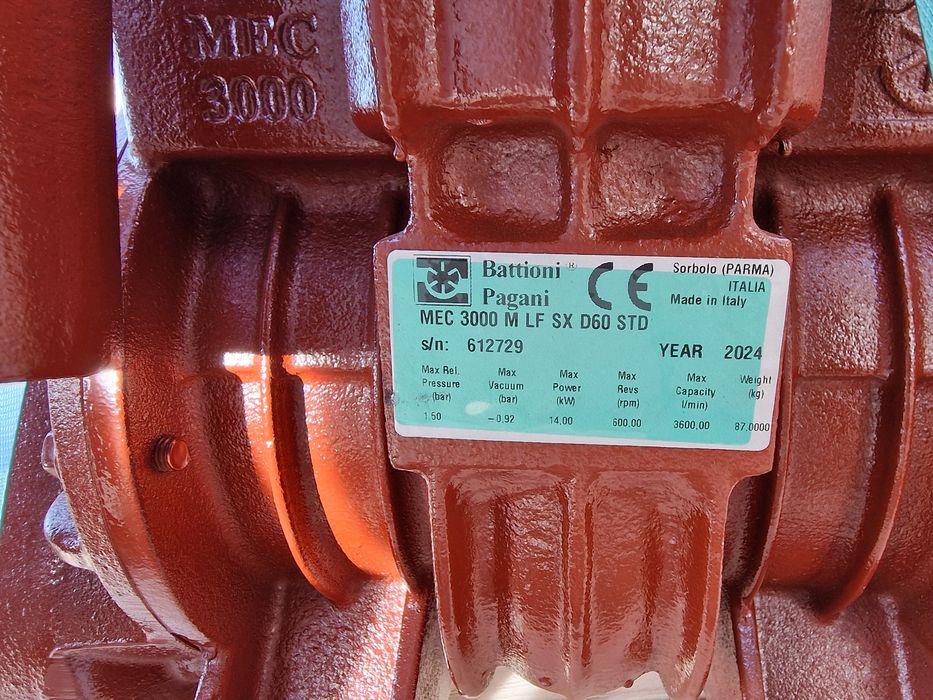 MEC
3000
Battioni ®
Pagani
CE
Sorbolo (PARMA)
ITALIA
Made in Italy
MEC 3000 M LF SX D60 STD
s/n: 612729 YEAR 2024
Max Rel. Pressure (bar) Max Vacuum (bar) Max Power (kW) Max Revs (rpm) Max Capacity l/min) Weight (kg)
1.50 -0.92 14,00 600,00 3600,00 87,0000